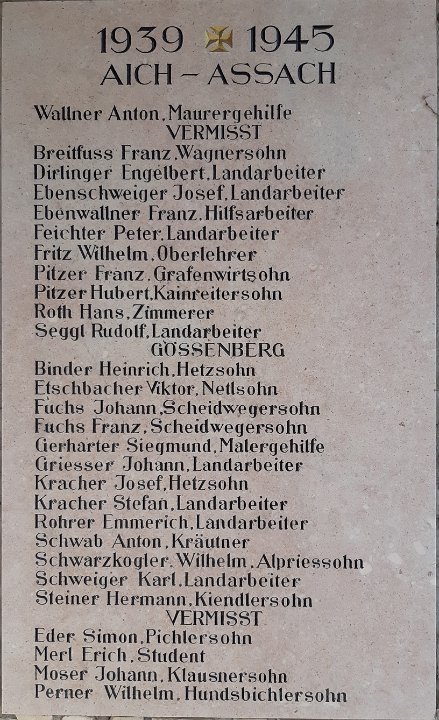 1939 1945
AICH – ASSACH
Wallner Anton, Maurergehilfe
VERMISST
Breitfuss Franz, Wagnersohn
Dirlinger Engelbert, Landarbeiter
Ebenschweiger Josef, Landarbeiter
Ebenwallner Franz, Hilfsarbeiter
Feichter Peter, Landarbeiter
Fritz Wilhelm, Oberlehrer
Pitzer Franz, Grafenwirtsohn
Pitzer Hubert, Kainreitersohn
Roth Hans, Zimmerer
Seggl Rudolf, Landarbeiter
GÖSSENBERG
Binder Heinrich, Hetzsohn
Etschbacher Viktor, Netlsohn
Fuchs Johann, Scheidwegersohn
Fuchs Franz, Scheidwegersohn
Gerharter Siegmund, Malergehilfe
Griesser Johann, Landarbeiter
Kracher Josef, Hetzsohn
Kracher Stefan, Landarbeiter
Rohrer Emmerich, Landarbeiter
Schwab Anton, Kräutner
Schwarzkogler, Wilhelm, Alpriessohn
Schweiger Karl, Landarbeiter
Steiner Hermann, Kiendlersohn
VERMISST
Eder Simon, Pichlersohn
Merl Erich, Student
Moser Johann, Klausnersohn
Perner Wilhelm, Hundsbichlersohn